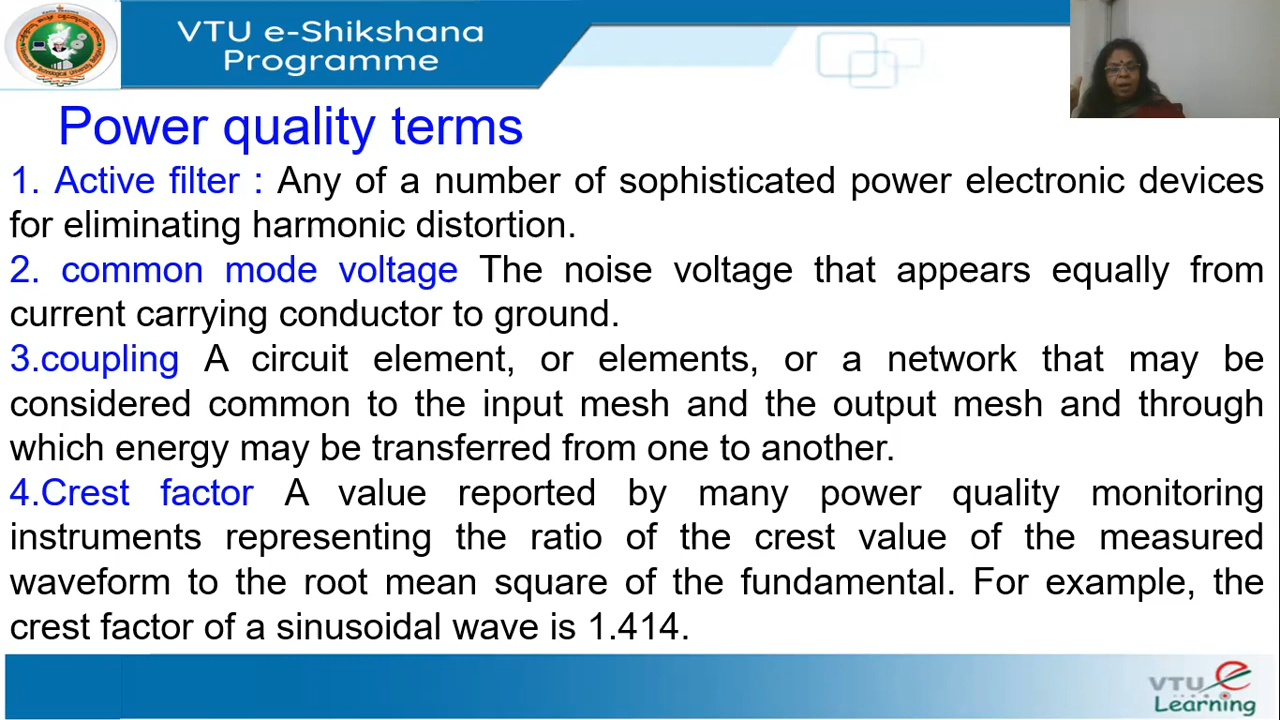 VTU e-Shikshana
Programme
Power quality terms
1. Active filter : Any of a number of sophisticated power electronic devices
for eliminating harmonic distortion.
2. common mode voltage The noise voltage that appears equally from
current carrying conductor to ground.
3.coupling A circuit element, or elements, or a network that may be
considered common to the input mesh and the output mesh and through
which energy may be transferred from one to another.
4.Crest factor A value reported by many power quality monitoring
instruments representing the ratio of the crest value of the measured
waveform to the root mean square of the fundamental. For example, the
crest factor of a sinusoidal wave is 1.414.
VTU e
Learning